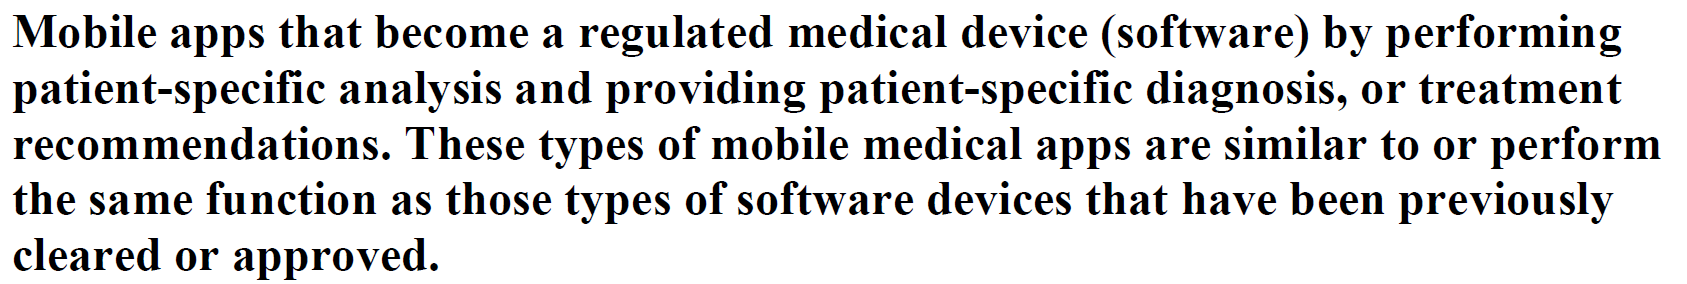 Mobile apps that become a regulated medical device (software) by performing
patient-specific analysis and providing patient-specific diagnosis, or treatment
recommendations. These types of mobile medical apps are similar to or perform
the same function as those types of software devices that have been previously
cleared or approved.